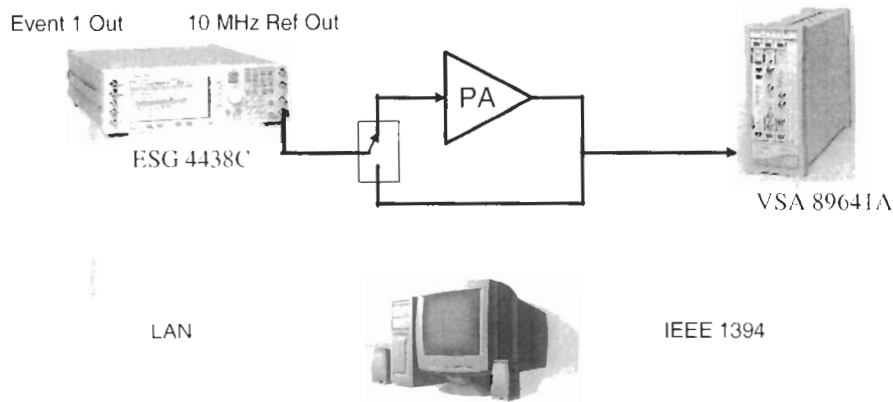 Event 1 Out 10 MHz Ref Out
PA
ESG 4438C
VSA 89641A
LAN
IEEE 1394